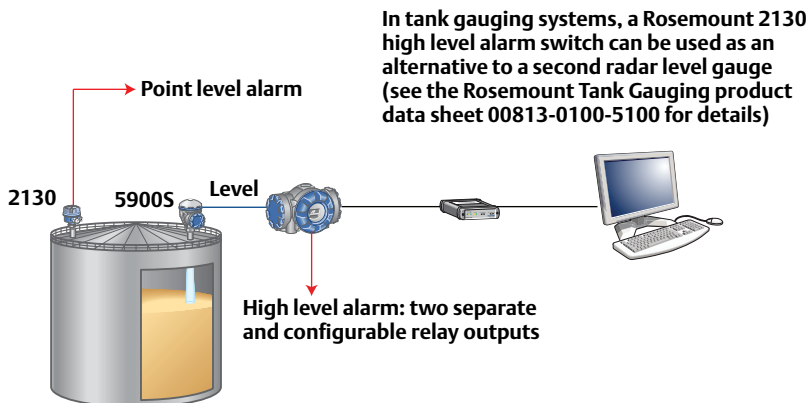 In tank gauging systems, a Rosemount 2130
high level alarm switch can be used as an
alternative to a second radar level gauge
(see the Rosemount Tank Gauging product
data sheet 00813-0100-5100 for details)
Point level alarm
2130
5900S
Level
High level alarm: two separate
and configurable relay outputs